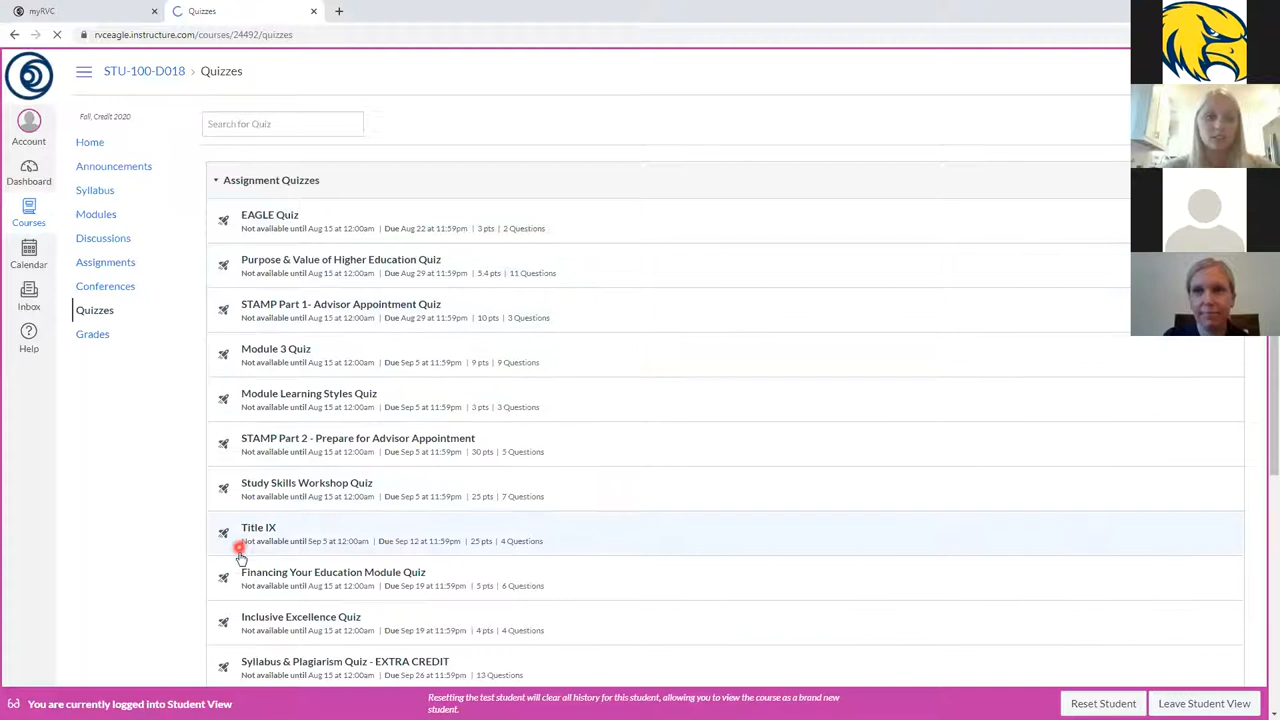 myRVC
Quizzes
rvceagle.instructure.com/courses/24492/quizzes
STU-100-D018 › Quizzes
Account
Dashboard
Courses
Calendar
Inbox
Help
Fall, Credit 2020
Home
Announcements
Syllabus
Modules
Discussions
Assignments
Conferences
Quizzes
Grades
Search for Quiz
Assignment Quizzes
EAGLE Quiz
Not available until Aug 15 at 12:00am | Due Aug 22 at 11:59pm | 3 pts | 2 Questions
Purpose & Value of Higher Education Quiz
Not available until Aug 15 at 12:00am | Due Aug 29 at 11:59pm | 5.4 pts | 11 Questions
STAMP Part 1- Advisor Appointment Quiz
Not available until Aug 15 at 12:00am | Due Aug 29 at 11:59pm | 10 pts | 3 Questions
Module 3 Quiz
Not available until Aug 15 at 12:00am | Due Sep 5 at 11:59pm | 9 pts | 9 Questions
Module Learning Styles Quiz
Not available until Aug 15 at 12:00am | Due Sep 5 at 11:59pm | 3 pts | 3 Questions
STAMP Part 2 - Prepare for Advisor Appointment
Not available until Aug 15 at 12:00am | Due Sep 5 at 11:59pm | 30 pts | 5 Questions
Study Skills Workshop Quiz
Not available until Aug 15 at 12:00am | Due Sep 5 at 11:59pm | 25 pts | 7 Questions
Title IX
Not available until Sep 5 at 12:00am | Due Sep 12 at 11:59pm | 25 pts | 4 Questions
Financing Your Education Module Quiz
Not available until Aug 15 at 12:00am | Due Sep 19 at 11:59pm | 5 pts | 6 Questions
Inclusive Excellence Quiz
Not available until Aug 15 at 12:00am | Due Sep 19 at 11:59pm | 4 pts | 4 Questions
Syllabus & Plagiarism Quiz - EXTRA CREDIT
Not available until Aug 15 at 12:00am | Due Sep 26 at 11:59pm | 13 Questions
You are currently logged into Student View
Resetting the test student will clear all history for this student, allowing you to view the course as a brand new
student.
Reset Student
Leave Student View